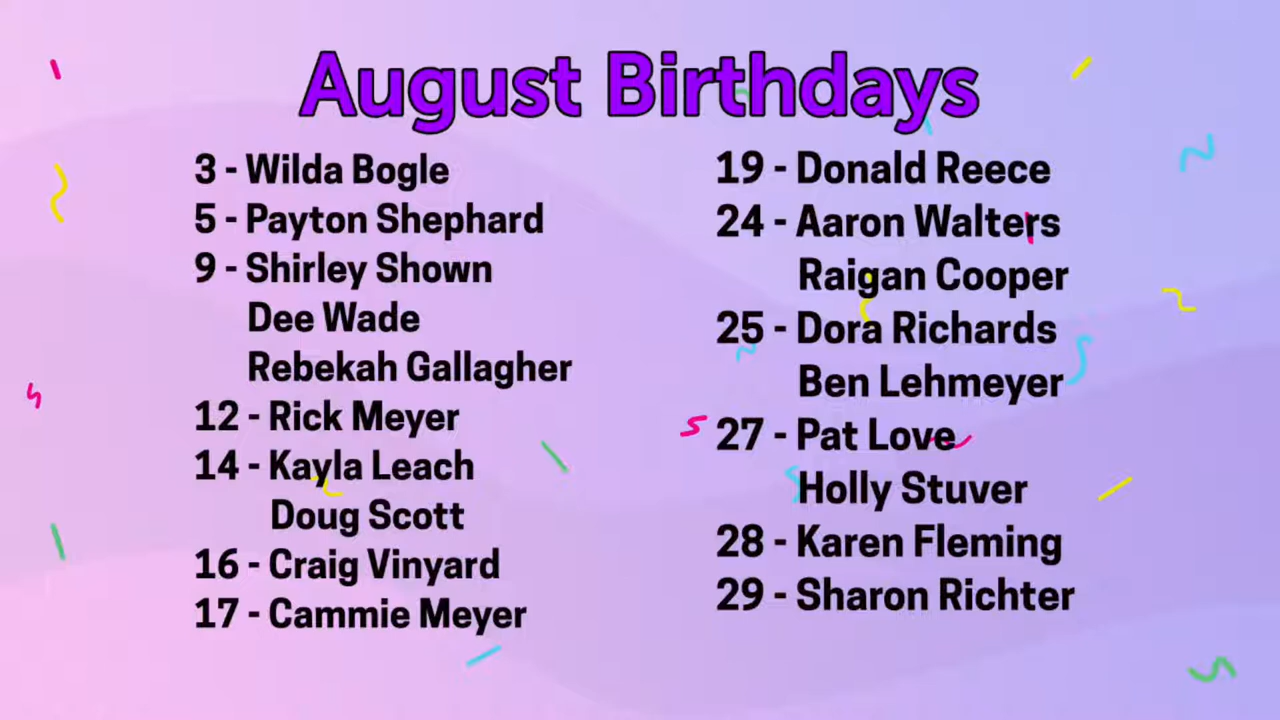 August Birthdays
3 - Wilda Bogle
5 - Payton Shephard
9 - Shirley Shown
Dee Wade
Rebekah Gallagher
12 - Rick Meyer
14 - Kayla Leach
Doug Scott
16 - Craig Vinyard
17 - Cammie Meyer
19 - Donald Reece
24 - Aaron Walters
Raigan Cooper
25 - Dora Richards
Ben Lehmeyer
27 - Pat Love
Holly Stuver
28 - Karen Fleming
29 - Sharon Richter